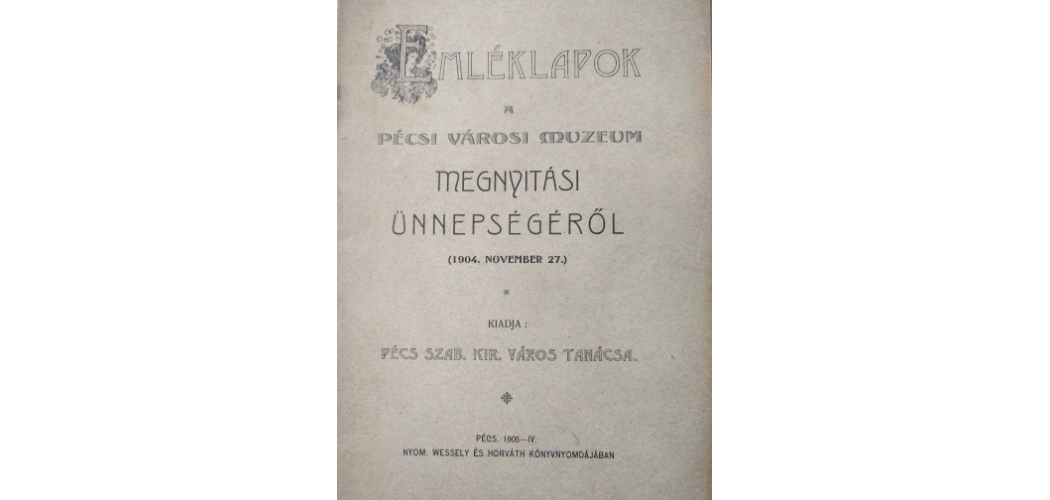 EMLÉKLAPOK
A
PÉCSI VÁROSI MUZEUM
MEGNYITÁSI
ÜNNEPSÉGÉRŐL
(1904. NOVEMBER 27.)
*
KIADJA :
PÉCS SZAB. KIR. VÁROS TANÁCSA.
PÉCS. 1905—IV.
NYOM. WESSELY ÉS HORVÁTH KÖNYVNYOMDÁJÁBAN